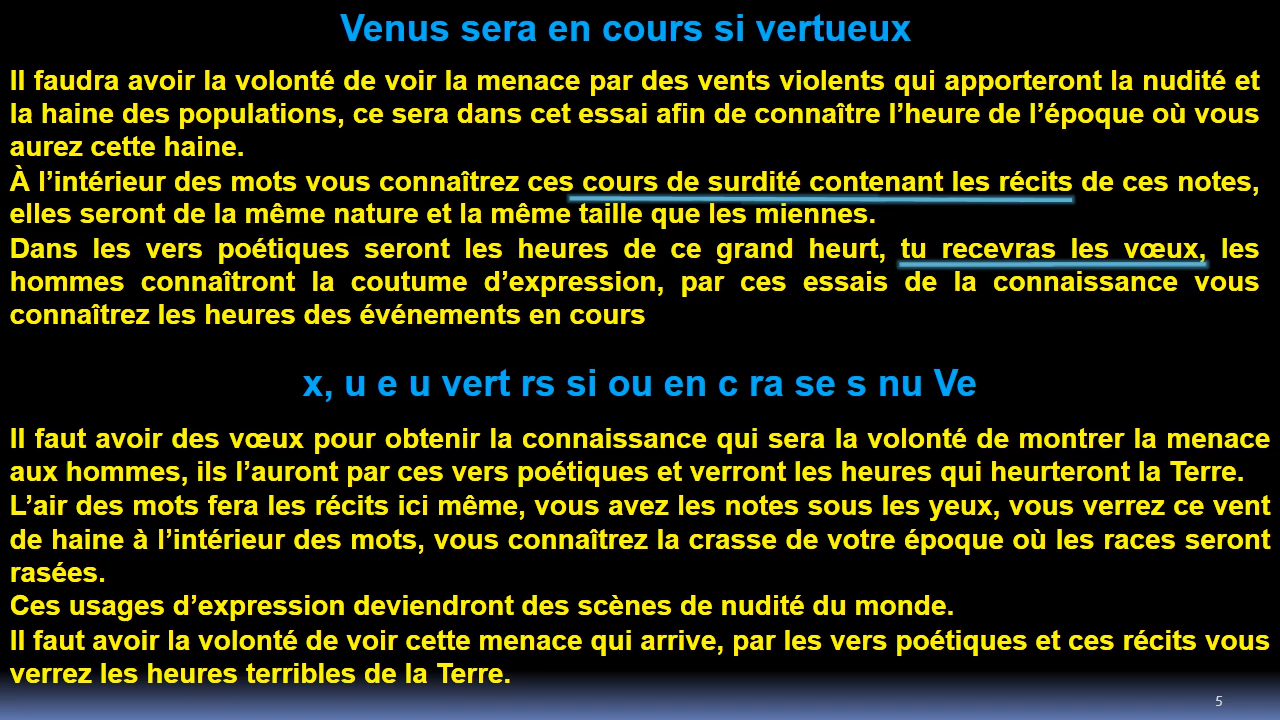 Venus sera en cours si vertueux
Il faudra avoir la volonté de voir la menace par des vents violents qui apporteront la nudité et
la haine des populations, ce sera dans cet essai afin de connaître l’heure de l’époque où vous
aurez cette haine.
À l’intérieur des mots vous connaîtrez ces cours de surdité contenant les récits de ces notes,
elles seront de la même nature et la même taille que les miennes.
Dans les vers poétiques seront les heures de ce grand heurt, tu recevras les vœux, les
hommes connaîtront la coutume d’expression, par ces essais de la connaissance vous
connaîtrez les heures des événements en cours
x, u e u vert rs si ou en c ra se s nu Ve
Il faut avoir des vœux pour obtenir la connaissance qui sera la volonté de montrer la menace
aux hommes, ils l’auront par ces vers poétiques et verront les heures qui heurteront la Terre.
L’air des mots fera les récits ici même, vous avez les notes sous les yeux, vous verrez ce vent
de haine à l’intérieur des mots, vous connaîtrez la crasse de votre époque où les races seront
rasées.
Ces usages d’expression deviendront des scènes de nudité du monde.
Il faut avoir la volonté de voir cette menace qui arrive, par les vers poétiques et ces récits vous
verrez les heures terribles de la Terre.
5